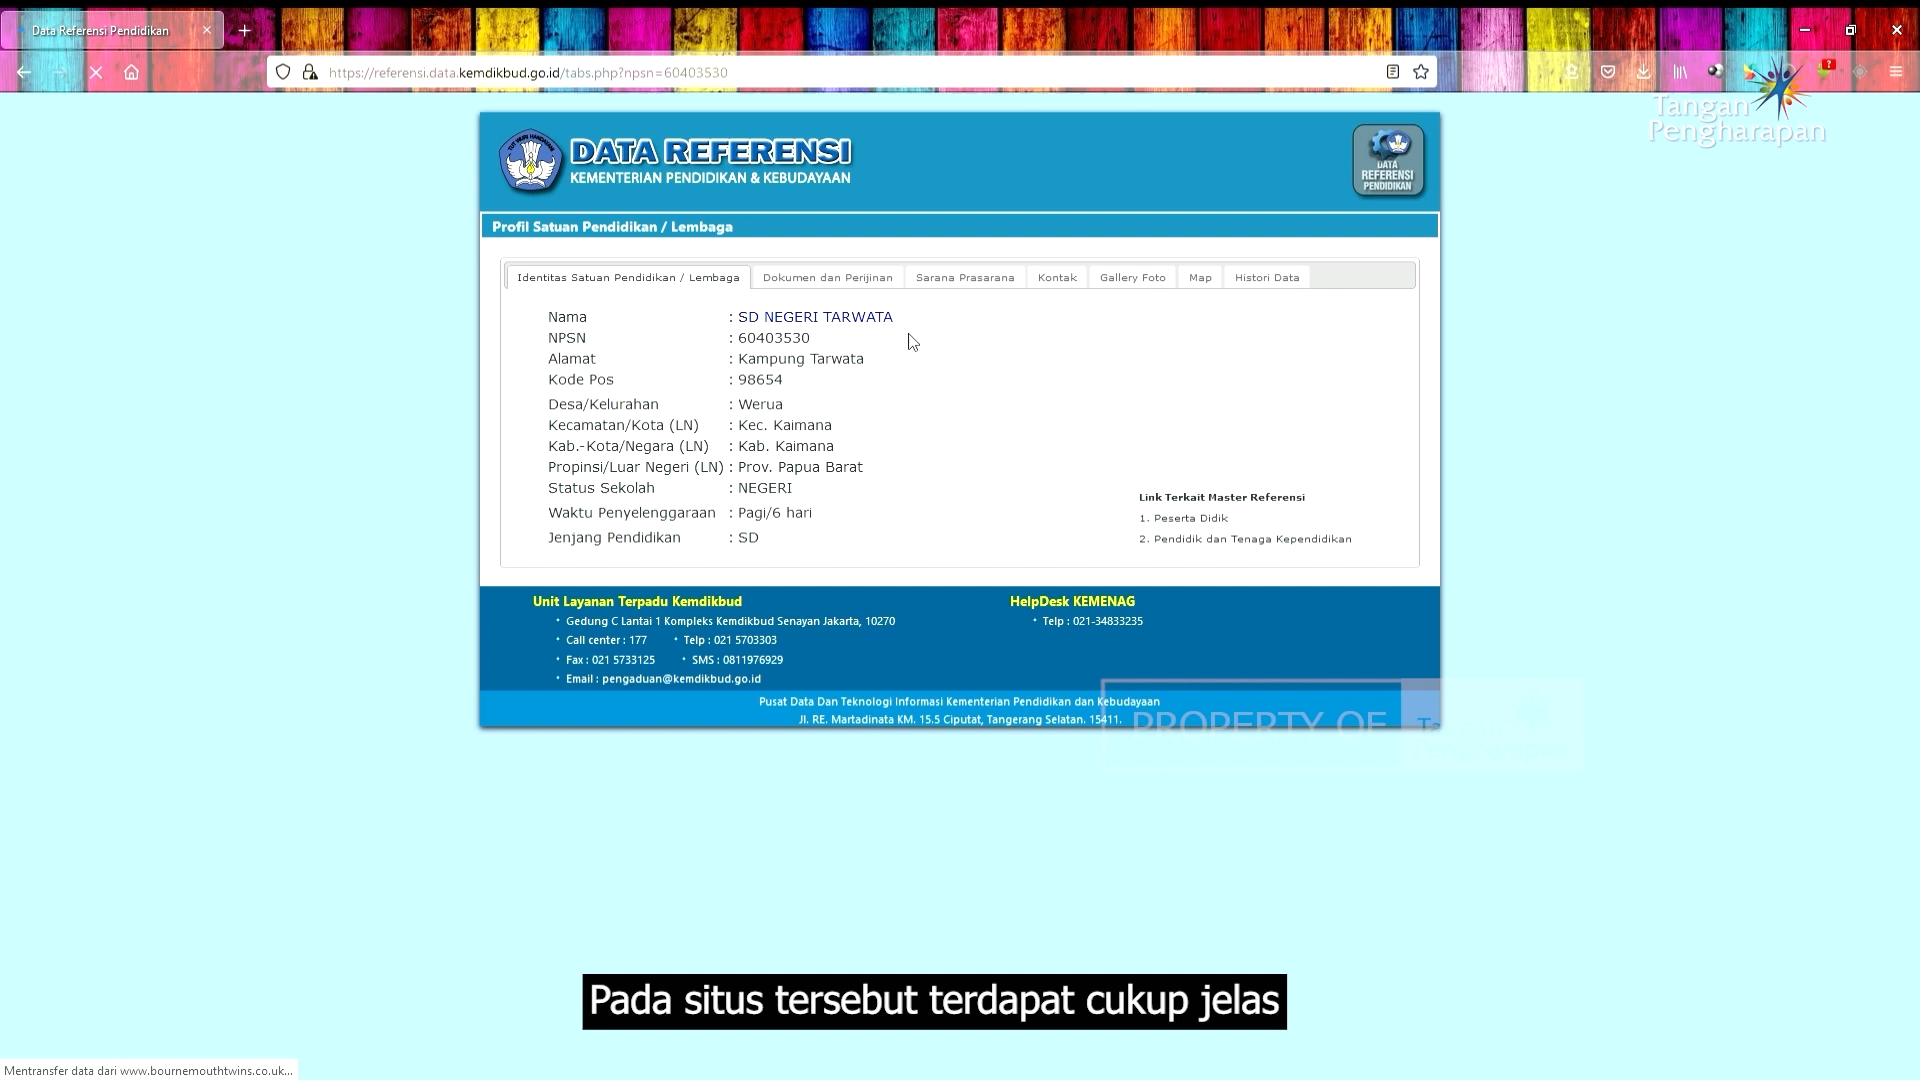 Data Referensi Pendidikan
https://referensi.data.kemdikbud.go.id/tabs.php?npsn=60403530
Tangan
Pengharapan
TUT WURI HANDAYANI
DATA REFERENSI
KEMENTERIAN PENDIDIKAN & KEBUDAYAAN
DATA
REFERENSI
PENDIDIKAN
Profil Satuan Pendidikan / Lembaga
Identitas Satuan Pendidikan / Lembaga Dokumen dan Perijinan Sarana Prasarana Kontak Gallery Foto Map Histori Data
Nama : SD NEGERI TARWATA
NPSN : 60403530
Alamat : Kampung Tarwata
Kode Pos : 98654
Desa/Kelurahan : Werua
Kecamatan/Kota (LN) : Kec. Kaimana
Kab.-Kota/Negara (LN) : Kab. Kaimana
Propinsi/Luar Negeri (LN) : Prov. Papua Barat
Status Sekolah : NEGERI
Waktu Penyelenggaraan : Pagi/6 hari
Jenjang Pendidikan : SD
Link Terkait Master Referensi
1. Peserta Didik
2. Pendidik dan Tenaga Kependidikan
Unit Layanan Terpadu Kemdikbud
Gedung C Lantai 1 Kompleks Kemdikbud Senayan Jakarta, 10270
Call center : 177 Telp : 021 5703303
Fax : 021 5733125 SMS : 0811976929
Email : pengaduan@kemdikbud.go.id
HelpDesk KEMENAG
Telp : 021-34833235
Pusat Data Dan Teknologi Informasi Kementerian Pendidikan dan Kebudayaan
Jl. RE. Martadinata KM. 15.5 Ciputat, Tangerang Selatan. 15411.
PROPERTY OF
Pada situs tersebut terdapat cukup jelas
Mentransfer data dari www.bournemouthtwins.co.uk...